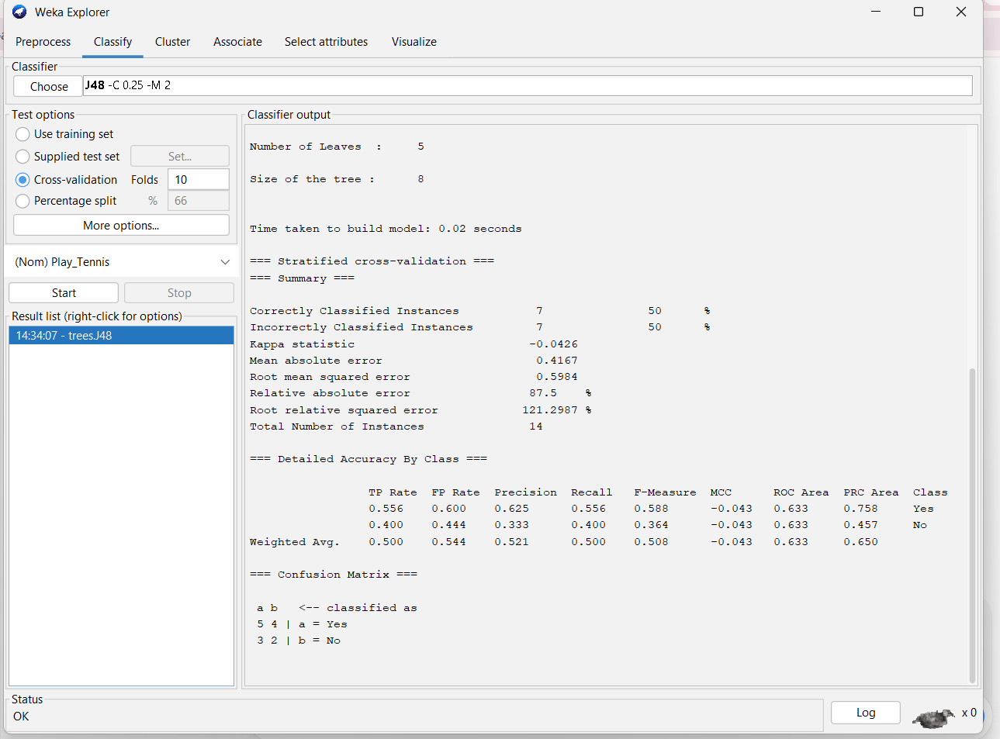 Weka Explorer
Preprocess Classify Cluster Associate Select attributes Visualize
Classifier
Choose J48 -C 0.25 -M 2
Test options
Use training set
Supplied test set Set...
Cross-validation Folds 10
Percentage split % 66
More options...
(Nom) Play_Tennis
Start Stop
Result list (right-click for options)
14:34:07 - trees.J48
Classifier output
Number of Leaves : 5
Size of the tree : 8
Time taken to build model: 0.02 seconds
=== Stratified cross-validation ===
=== Summary ===
Correctly Classified Instances 7 50 %
Incorrectly Classified Instances 7 50 %
Kappa statistic -0.0426
Mean absolute error 0.4167
Root mean squared error 0.5984
Relative absolute error 87.5 %
Root relative squared error 121.2987 %
Total Number of Instances 14
=== Detailed Accuracy By Class ===
TP Rate FP Rate Precision Recall F-Measure MCC ROC Area PRC Area Class
0.556 0.600 0.625 0.556 0.588 -0.043 0.633 0.758 Yes
0.400 0.444 0.333 0.400 0.364 -0.043 0.633 0.457 No
Weighted Avg. 0.500 0.544 0.521 0.500 0.508 -0.043 0.633 0.650
=== Confusion Matrix ===
a b <-- classified as
5 4 | a = Yes
3 2 | b = No
Status
OK
Log x 0